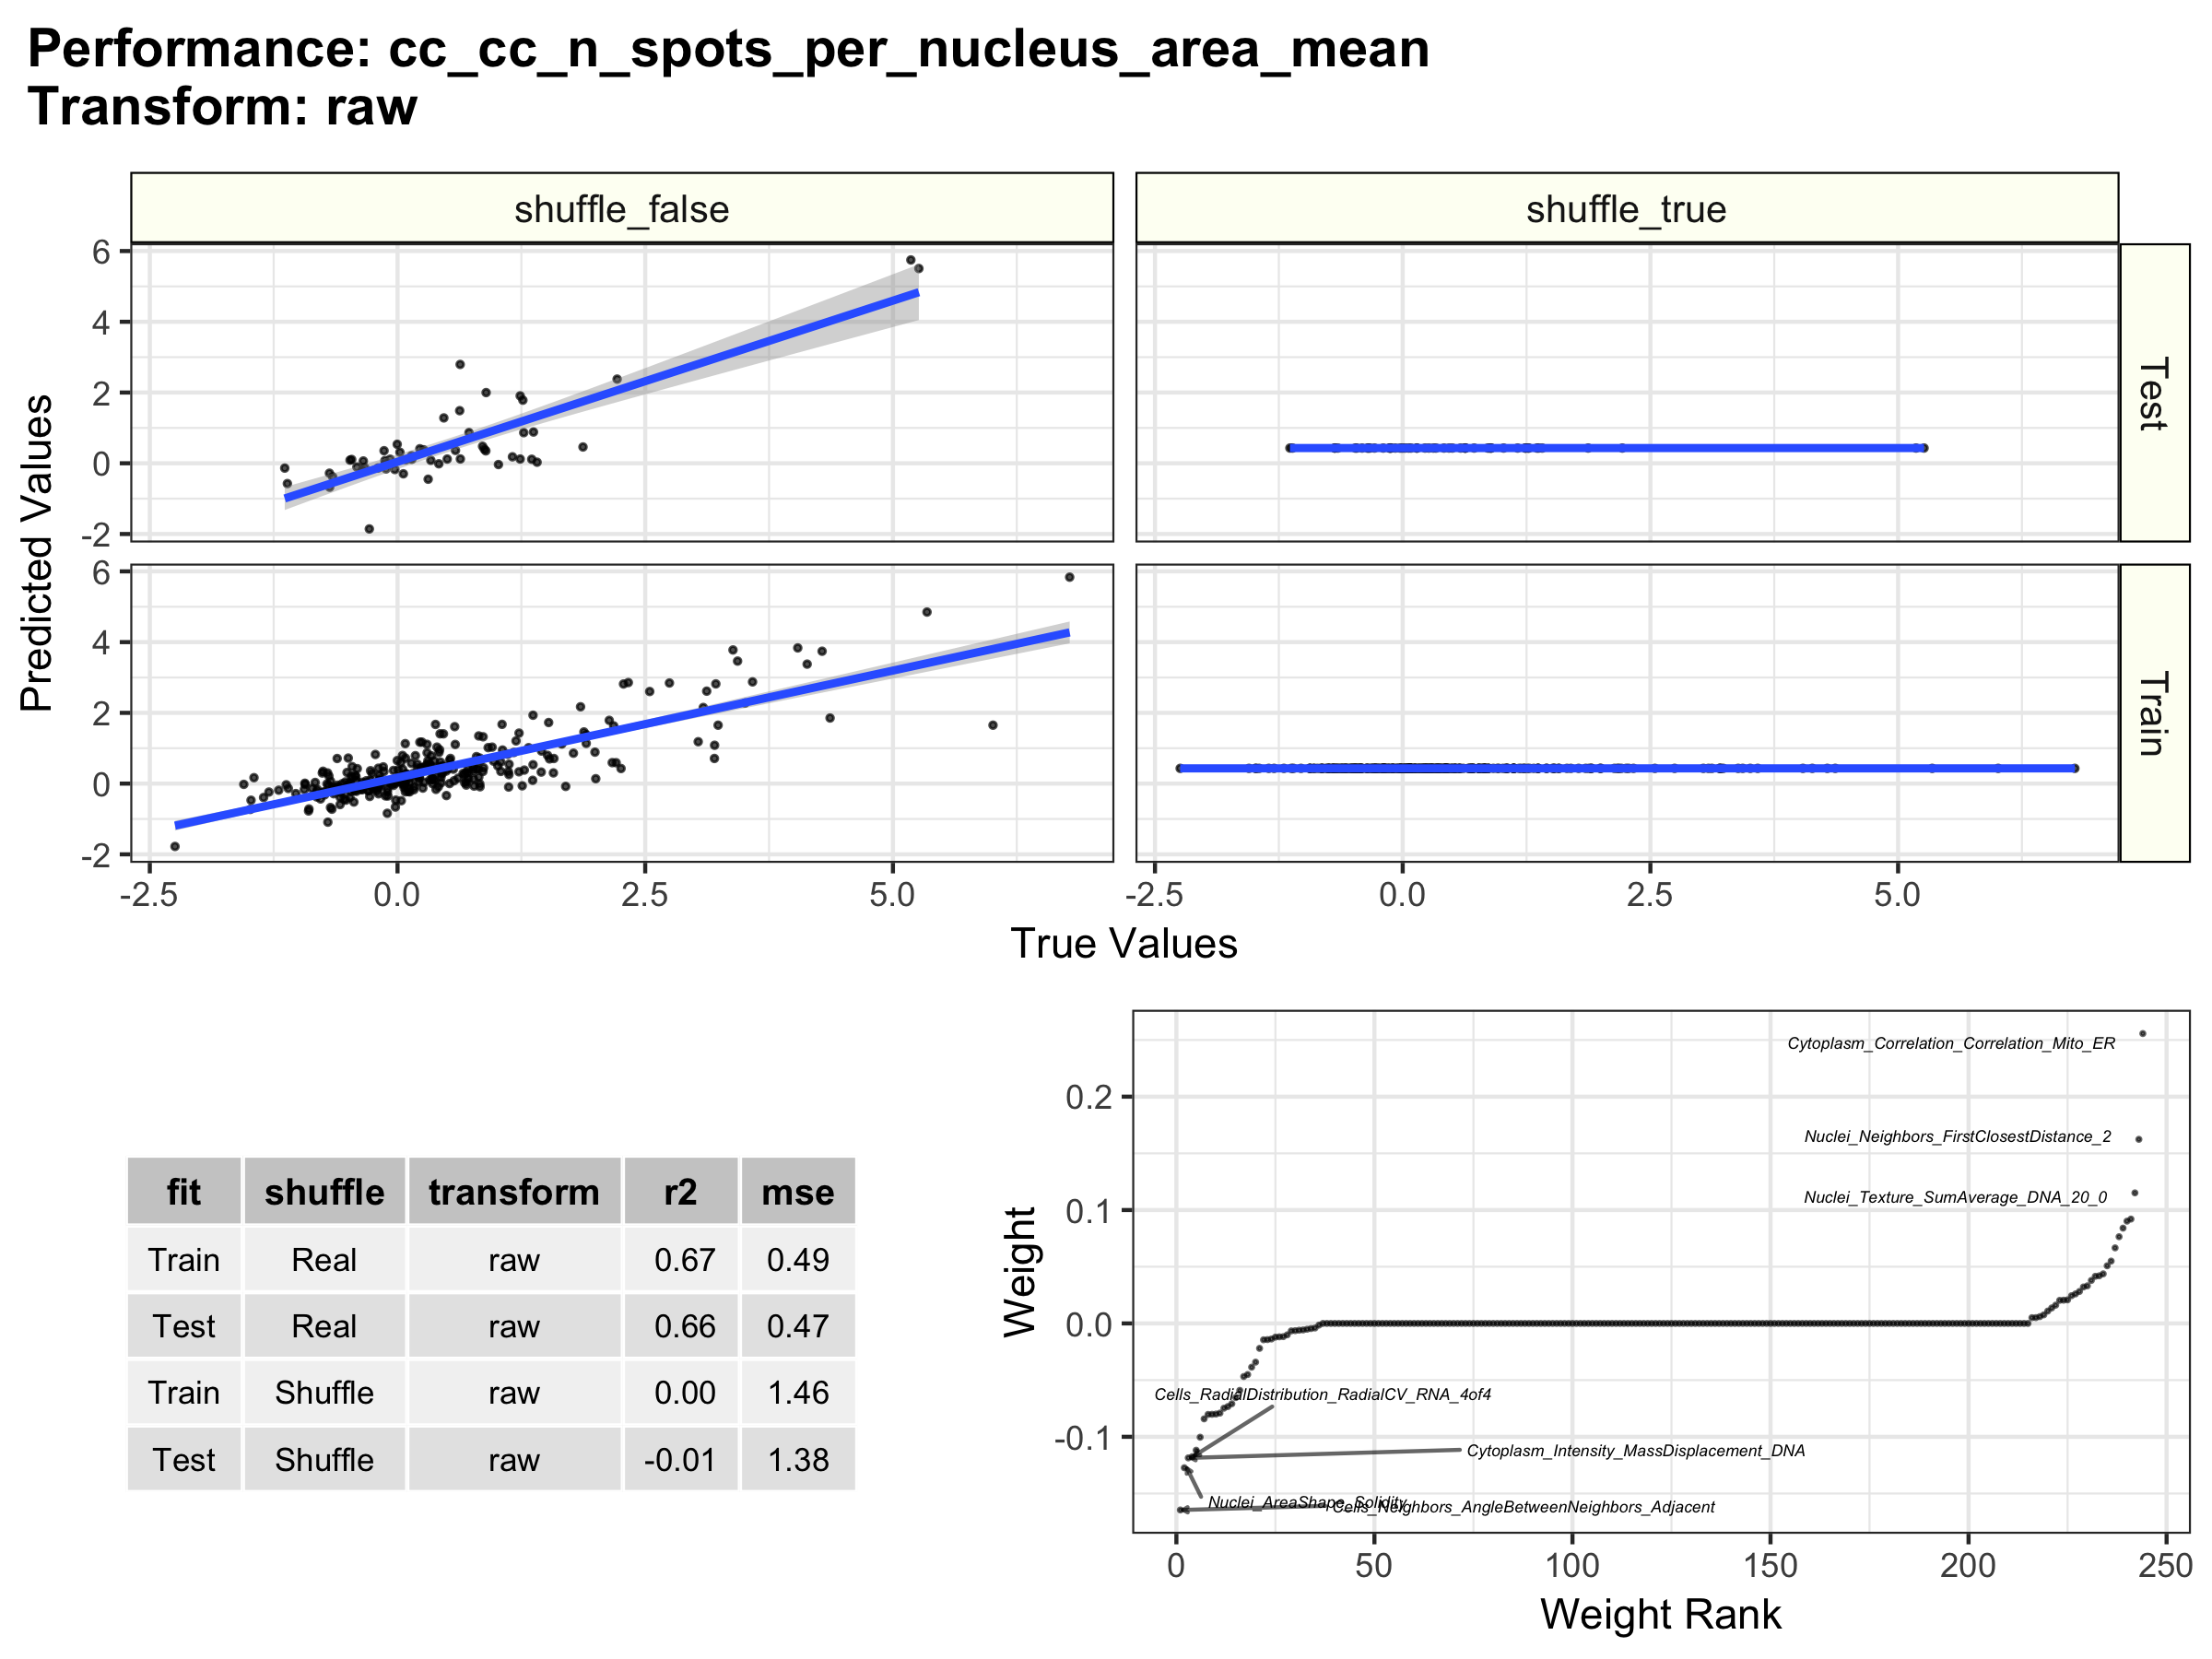 Performance: cc_cc_n_spots_per_nucleus_area_mean
Transform: raw
shuffle_false
shuffle_true
6
4
2
0
-2
Test
6
4
2
0
-2
Train
Predicted Values
-2.5 0.0 2.5 5.0
-2.5 0.0 2.5 5.0
True Values
fit shuffle transform r2 mse
Train Real raw 0.67 0.49
Test Real raw 0.66 0.47
Train Shuffle raw 0.00 1.46
Test Shuffle raw -0.01 1.38
Cytoplasm_Correlation_Correlation_Mito_ER
Nuclei_Neighbors_FirstClosestDistance_2
Nuclei_Texture_SumAverage_DNA_20_0
Cells_RadialDistribution_RadialCV_RNA_4of4
Cytoplasm_Intensity_MassDisplacement_DNA
Nuclei_AreaShape_Solidity
Cells_Neighbors_AngleBetweenNeighbors_Adjacent
0.2
0.1
0.0
-0.1
Weight
0 50 100 150 200 250
Weight Rank